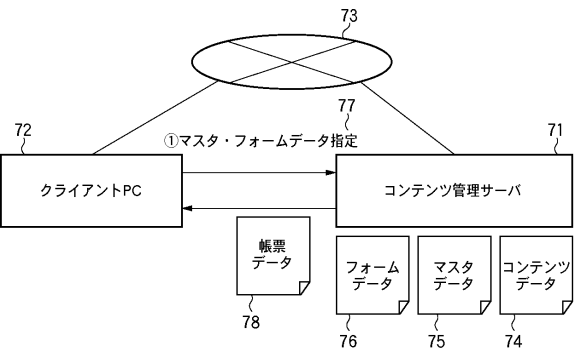 73
77
72
①マスタ・フォームデータ指定
71
クライアントPC
コンテンツ管理サーバ
帳票
データ
フォーム
データ
マスタ
データ
コンテンツ
データ
78
76
75
74